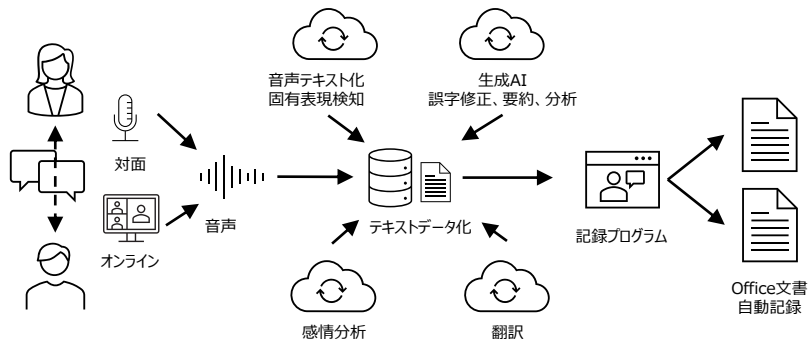 音声テキスト化
固有表現検知
生成AI
誤字修正、要約、分析
対面
音声
オンライン
テキストデータ化
記録プログラム
感情分析
翻訳
Office文書
自動記録